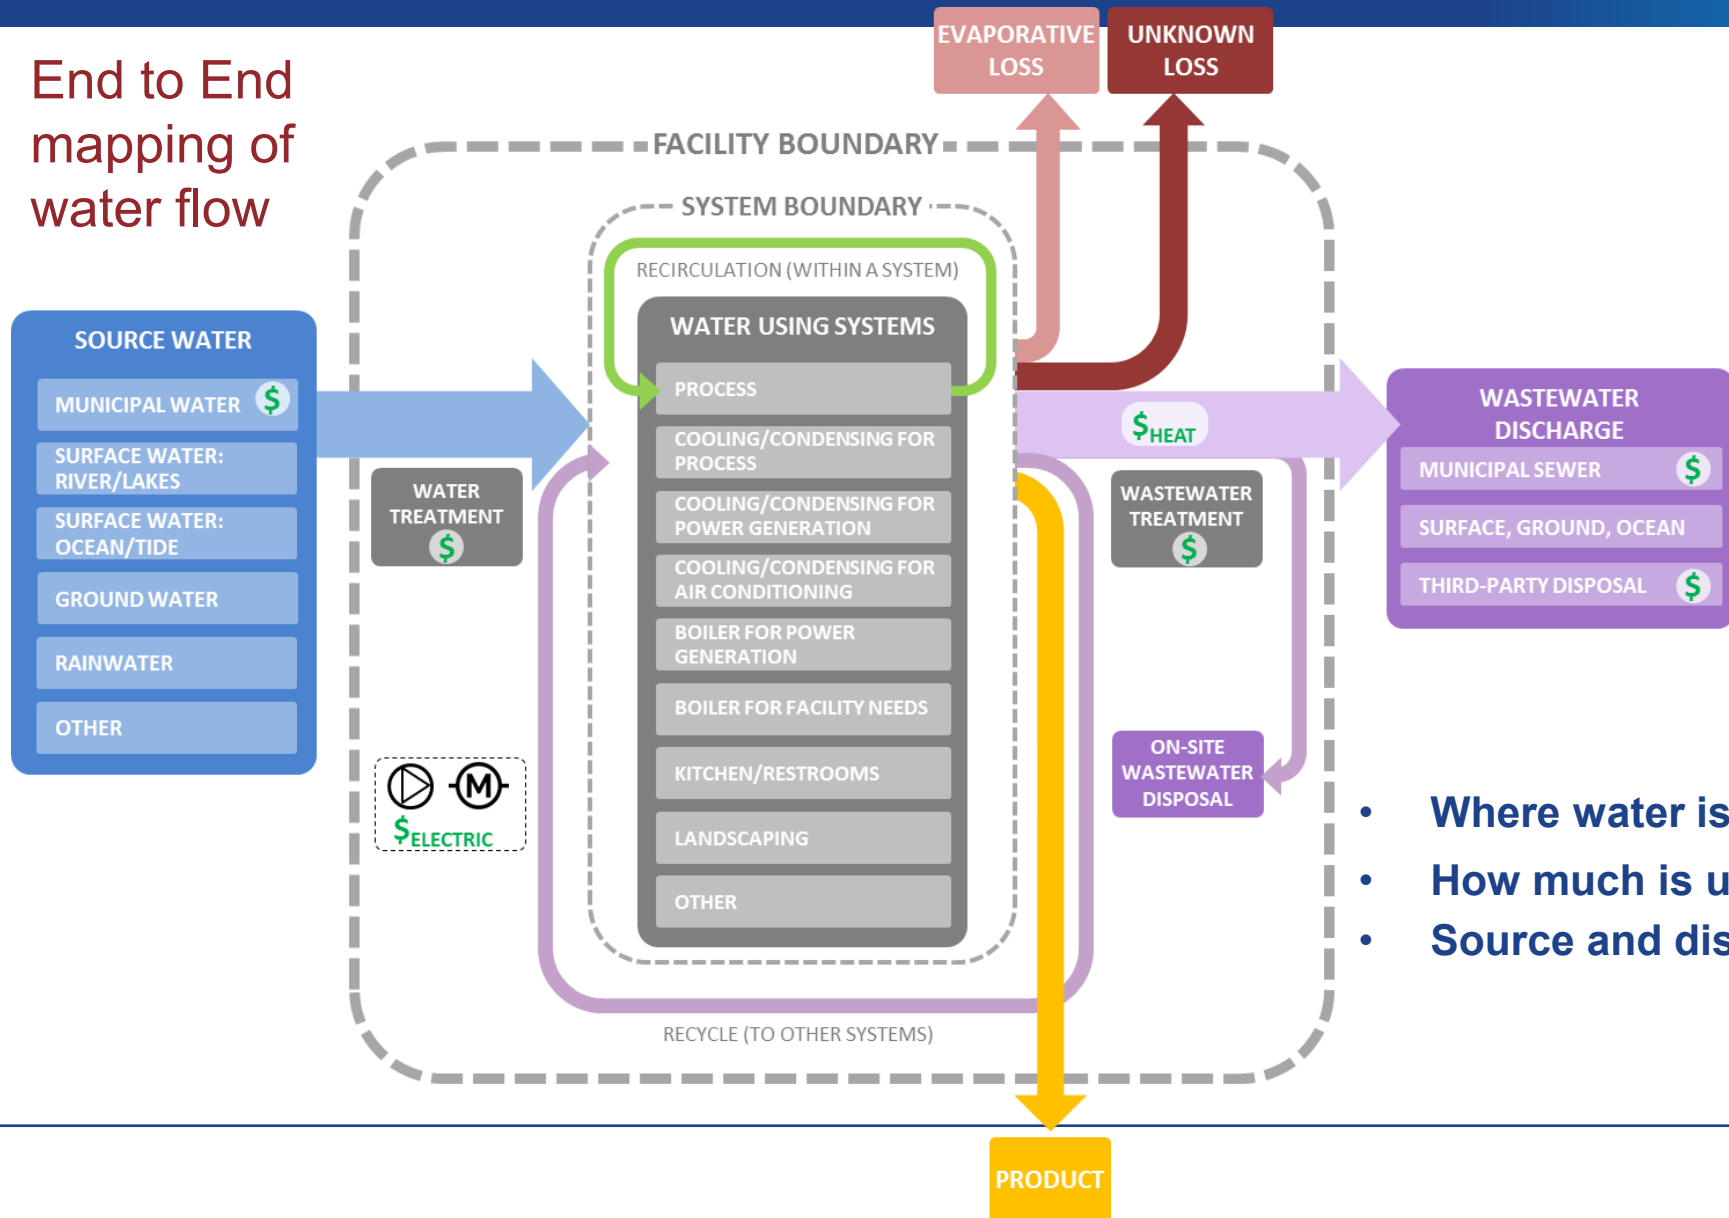 End to End
mapping of
water flow
EVAPORATIVE
LOSS
UNKNOWN
LOSS
FACILITY BOUNDARY
SYSTEM BOUNDARY
RECIRCULATION (WITHIN A SYSTEM)
SOURCE WATER
MUNICIPAL WATER $
SURFACE WATER:
RIVER/LAKES
SURFACE WATER:
OCEAN/TIDE
GROUND WATER
RAINWATER
OTHER
WATER
TREATMENT
$
M
$ELECTRIC
WATER USING SYSTEMS
PROCESS
COOLING/CONDENSING FOR
PROCESS
COOLING/CONDENSING FOR
POWER GENERATION
COOLING/CONDENSING FOR
AIR CONDITIONING
BOILER FOR POWER
GENERATION
BOILER FOR FACILITY NEEDS
KITCHEN/RESTROOMS
LANDSCAPING
OTHER
RECYCLE (TO OTHER SYSTEMS)
$HEAT
WASTEWATER
TREATMENT
$
ON-SITE
WASTEWATER
DISPOSAL
WASTEWATER
DISCHARGE
MUNICIPAL SEWER $
SURFACE, GROUND, OCEAN
THIRD-PARTY DISPOSAL $
• Where water is
• How much is
• Source and
PRODUCT